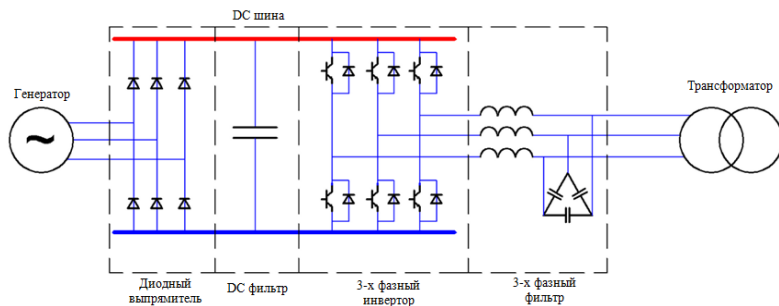 DC шина
Генератор
Трансформатор
~
Диодный
выпрямитель
DC фильтр
3-х фазный
инвертор
3-х фазный
фильтр